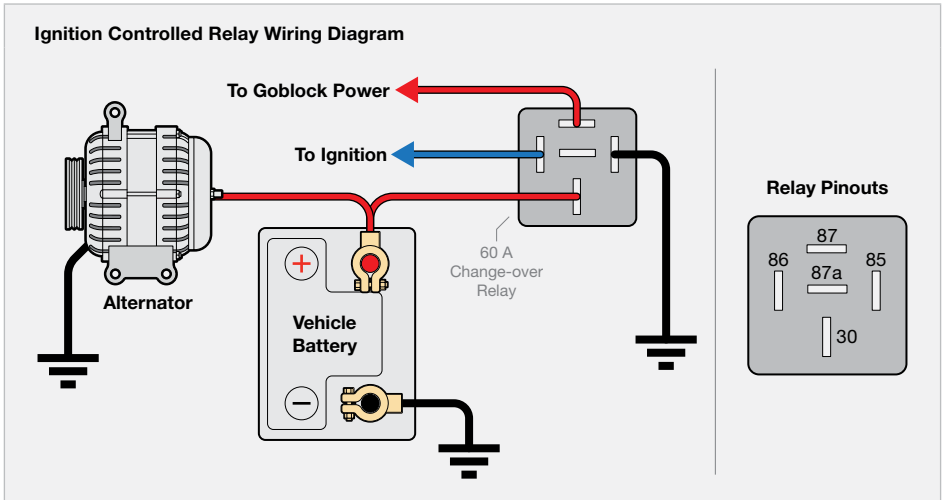 Ignition Controlled Relay Wiring Diagram
To Goblock Power
To Ignition
60 A
Change-over
Relay
Alternator
+
Vehicle
Battery
−
Relay Pinouts
87
86
87a
85
30